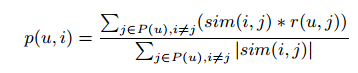 p(u, i) = \frac{\sum_{j \in P(u), i \neq j} (sim(i, j) * r(u, j))}{\sum_{j \in P(u), i \neq j} |sim(i, j)|}